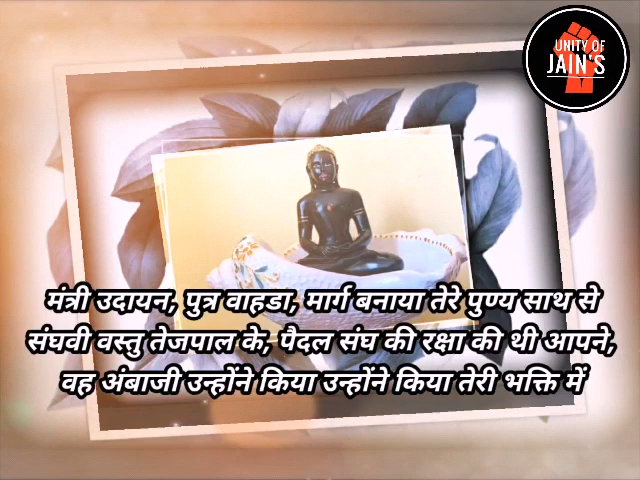 UNITY OF
JAIN'S
मंत्री उदायन, पुत्र वाहडा, मार्ग बनाया तेरे पुण्य साथ से
संघवी वस्तु तेजपाल के, पैदल संघ की रक्षा की थी आपने,
वह अंबाजी उन्होंने किया उन्होंने किया तेरी भक्ति में